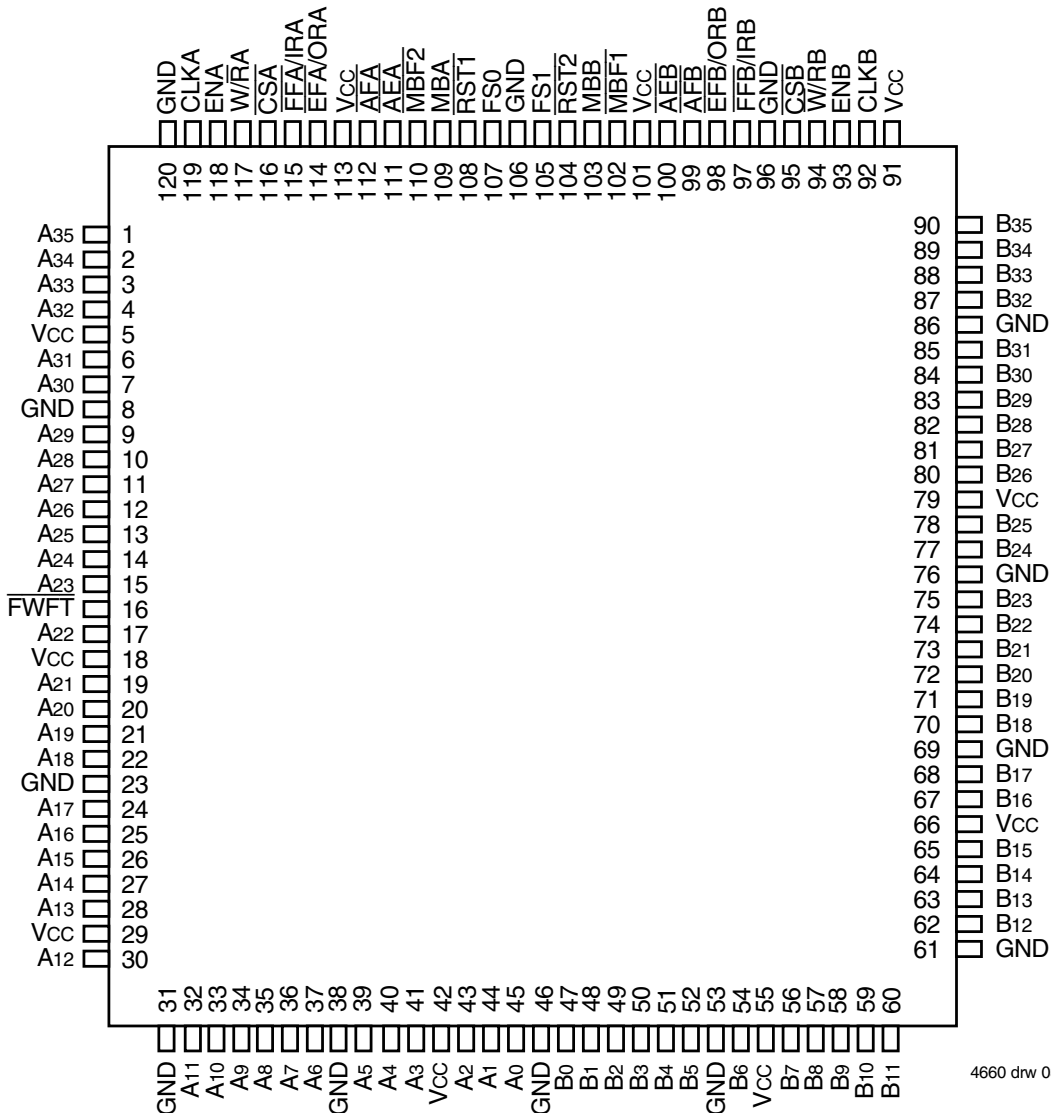 GND
CLKA
ENA
W/RA
CSA
FFA/IRA
EFA/ORA
VCC
AFA
AEA
MBF2
MBA
RST1
FS0
GND
FS1
RST2
MBB
MBF1
VCC
AEB
AFB
EFB/ORB
FFB/IRB
GND
CSB
W/RB
ENB
CLKB
VCC
120
119
118
117
116
115
114
113
112
111
110
109
108
107
106
105
104
103
102
101
100
99
98
97
96
95
94
93
92
91
A35 1
A34 2
A33 3
A32 4
VCC 5
A31 6
A30 7
GND 8
A29 9
A28 10
A27 11
A26 12
A25 13
A24 14
A23 15
FWFT 16
A22 17
VCC 18
A21 19
A20 20
A19 21
A18 22
GND 23
A17 24
A16 25
A15 26
A14 27
A13 28
VCC 29
A12 30
90 B35
89 B34
88 B33
87 B32
86 GND
85 B31
84 B30
83 B29
82 B28
81 B27
80 B26
79 VCC
78 B25
77 B24
76 GND
75 B23
74 B22
73 B21
72 B20
71 B19
70 B18
69 GND
68 B17
67 B16
66 VCC
65 B15
64 B14
63 B13
62 B12
61 GND
31
32
33
34
35
36
37
38
39
40
41
42
43
44
45
46
47
48
49
50
51
52
53
54
55
56
57
58
59
60
GND
A11
A10
A9
A8
A7
A6
GND
A5
A4
A3
VCC
A2
A1
A0
GND
B0
B1
B2
B3
B4
B5
GND
B6
VCC
B7
B8
B9
B10
B11
4660 drw 0